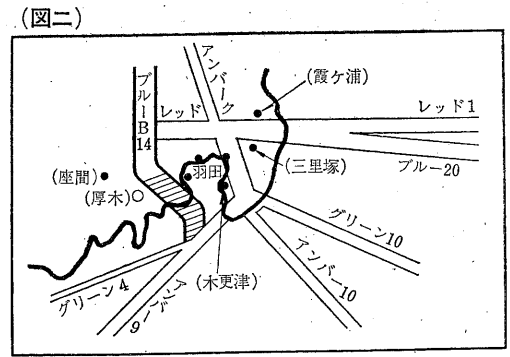 (図二)
アンバーク
(霞ケ浦)
ブルーB14
レッド
レッド1
(座間)
羽田
(三里塚)
ブルー20
(厚木)
グリーン10
(木更津)
アンバー10
グリーン4
アンバー9